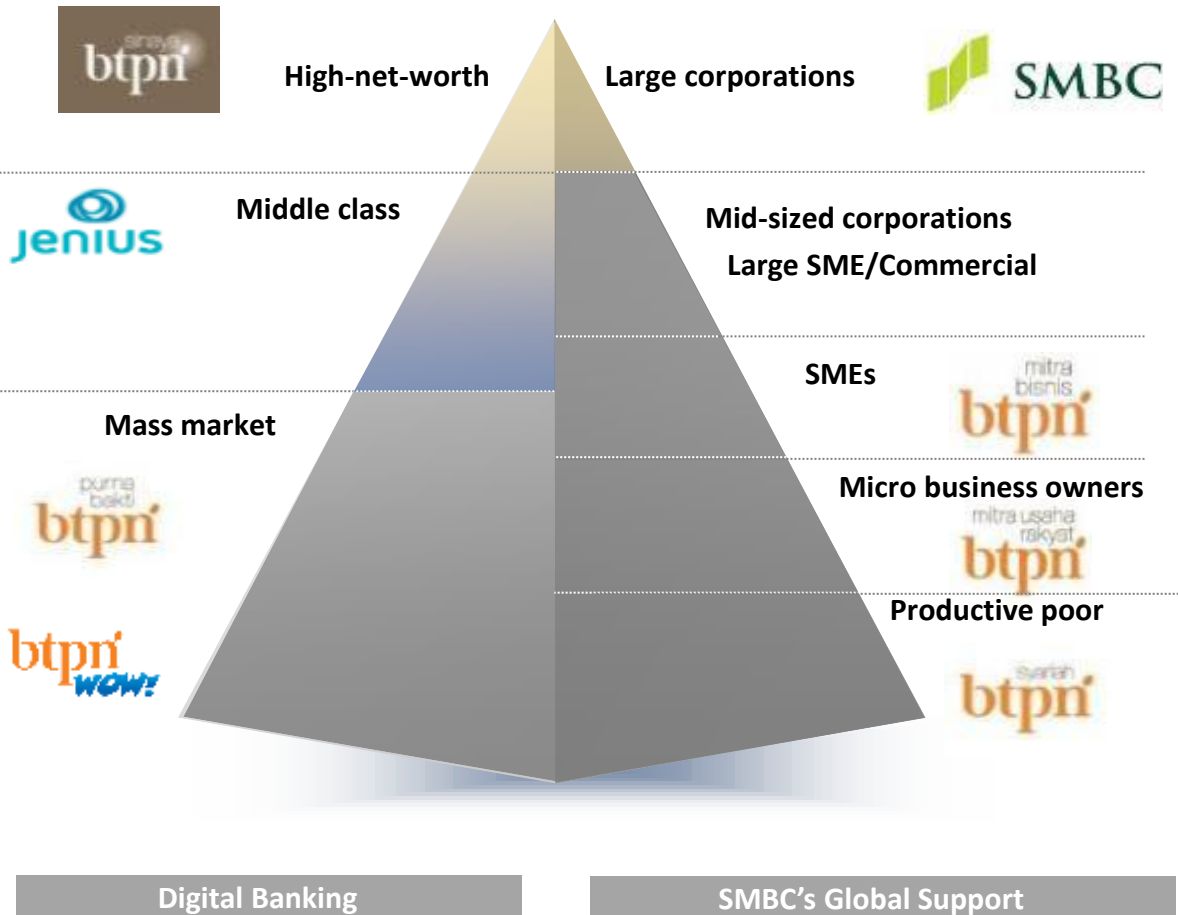 sinaya
btpn
High-net-worth
Large corporations
SMBC
jenius
Middle class
Mid-sized corporations
Large SME/Commercial
SMEs
mitra
bisnis
btpn
Mass market
purna
bakti
btpn
Micro business owners
mitra usaha
rakyat
btpn
Productive poor
btpn
wow!
syariah
btpn
Digital Banking
SMBC's Global Support